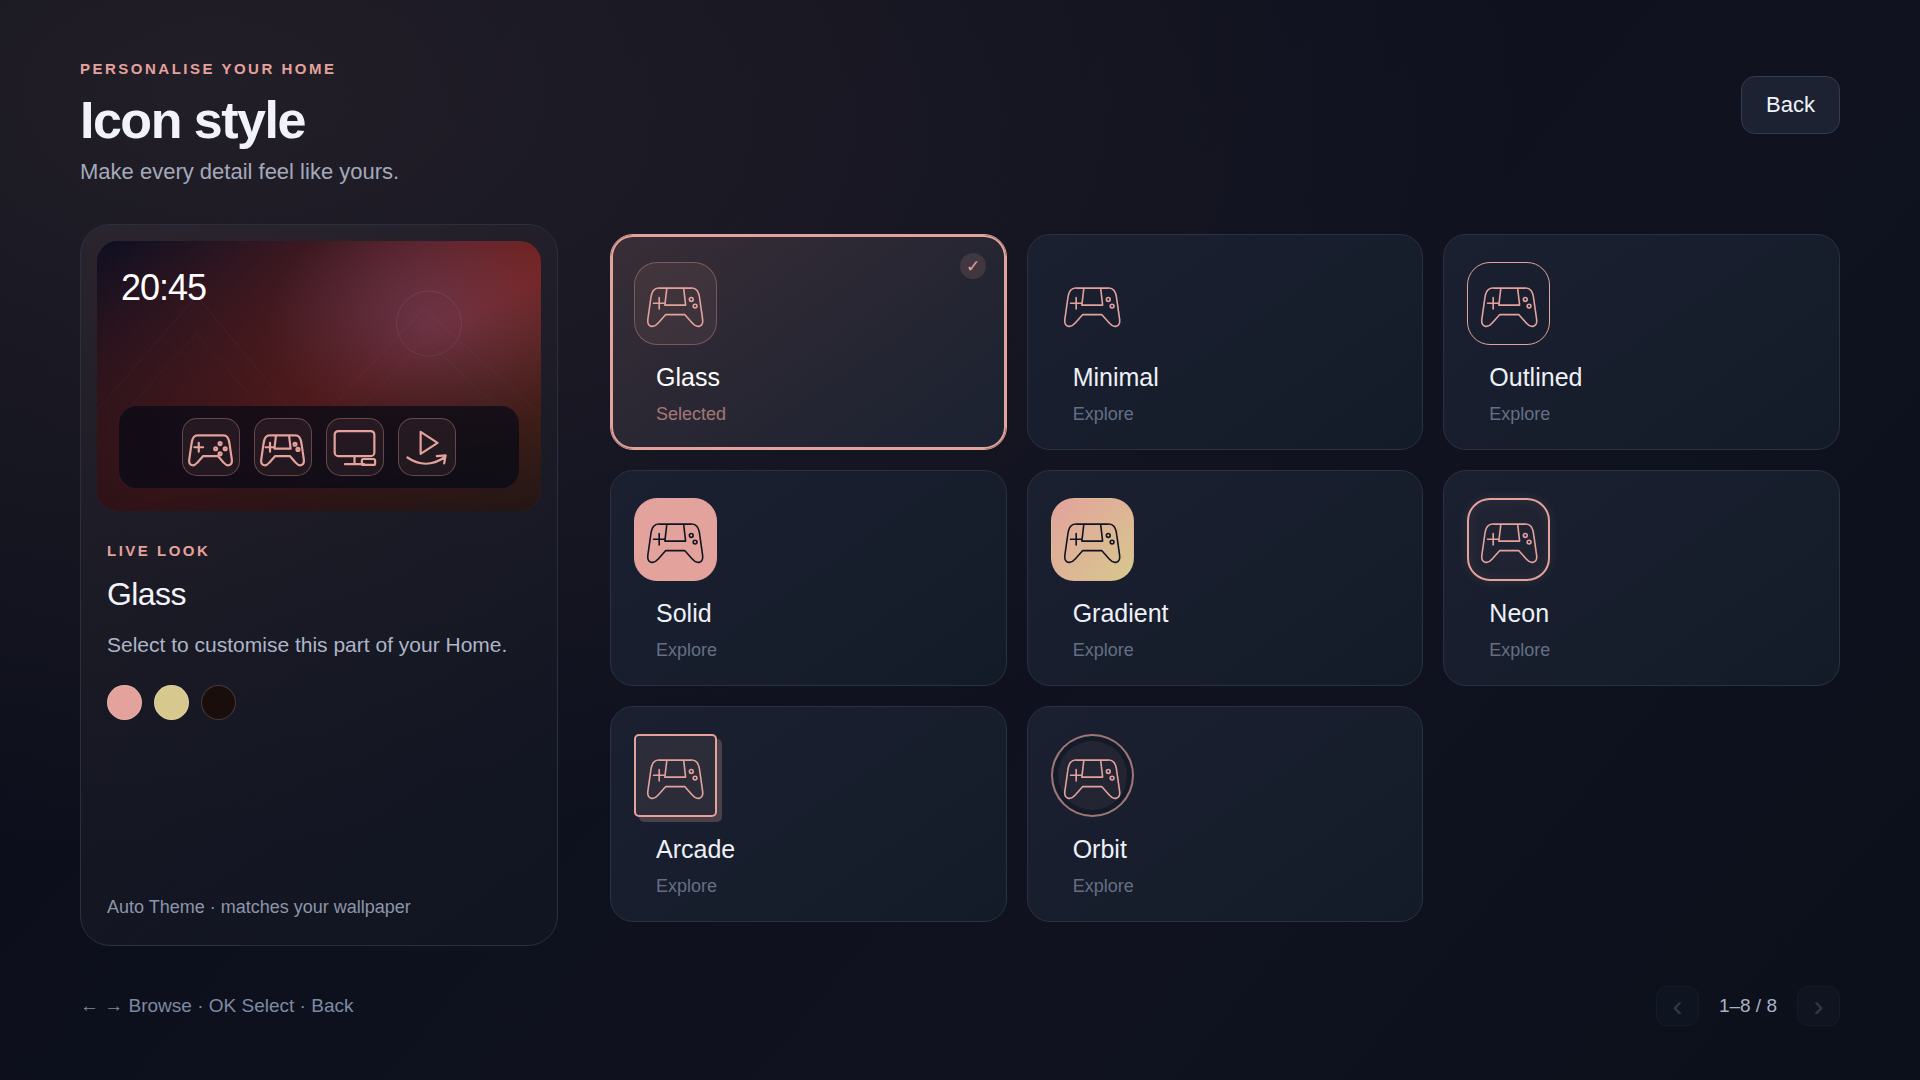 PERSONALISE YOUR HOME
Icon style
Make every detail feel like yours.
Back
20:45
LIVE LOOK
Glass
Select to customise this part of your Home.
Auto Theme · matches your wallpaper
✓
Glass
Selected
Minimal
Explore
Outlined
Explore
Solid
Explore
Gradient
Explore
Neon
Explore
Arcade
Explore
Orbit
Explore
← → Browse · OK Select · Back
‹ 1–8 / 8 ›